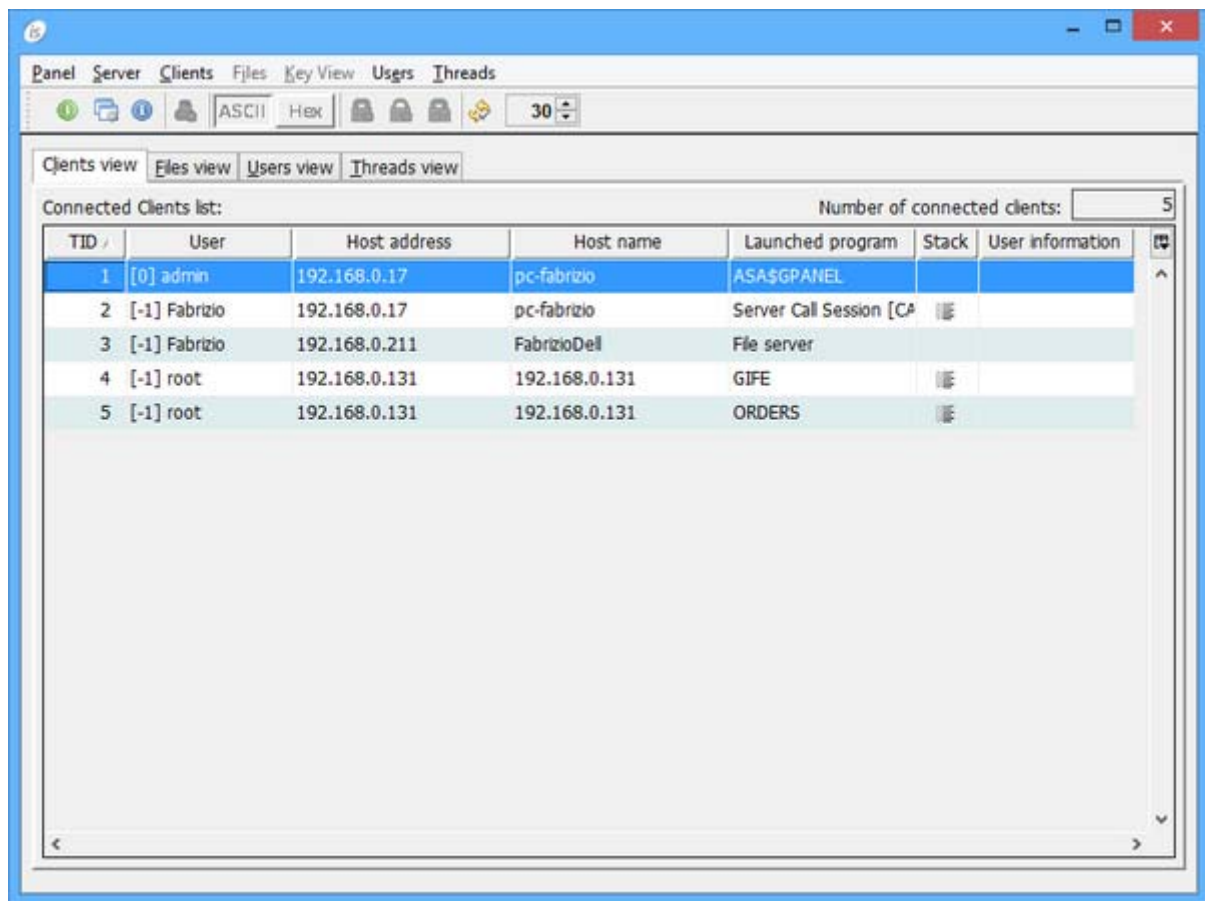 is
Panel Server Clients Files Key View Users Threads
ASCII Hex 30
Clients view Files view Users view Threads view
Connected Clients list: Number of connected clients: 5
TID User Host address Host name Launched program Stack User information
1 [0] admin 192.168.0.17 pc-fabrizio ASA$GPANEL
2 [-1] Fabrizio 192.168.0.17 pc-fabrizio Server Call Session [CA
3 [-1] Fabrizio 192.168.0.211 FabrizioDell File server
4 [-1] root 192.168.0.131 192.168.0.131 GIFE
5 [-1] root 192.168.0.131 192.168.0.131 ORDERS